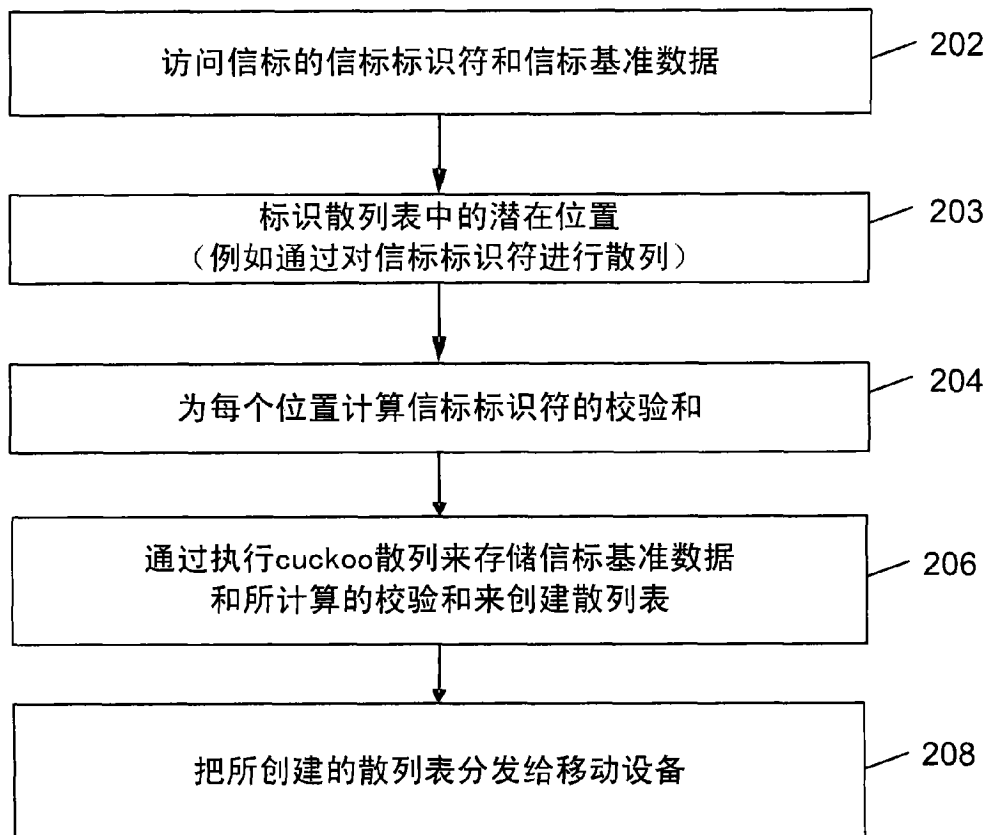 访问信标的信标标识符和信标基准数据
202
标识散列表中的潜在位置
（例如通过对信标标识符进行散列）
203
为每个位置计算信标标识符的校验和
204
通过执行cuckoo散列来存储信标基准数据
和所计算的校验和来创建散列表
206
把所创建的散列表分发给移动设备
208